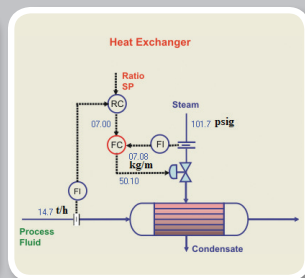 Heat Exchanger
Ratio
SP
RC
Steam
101.7 psig
07.00
FC
FI
07.08
kg/m
50.10
FI
14.7 t/h
Process
Fluid
Condensate